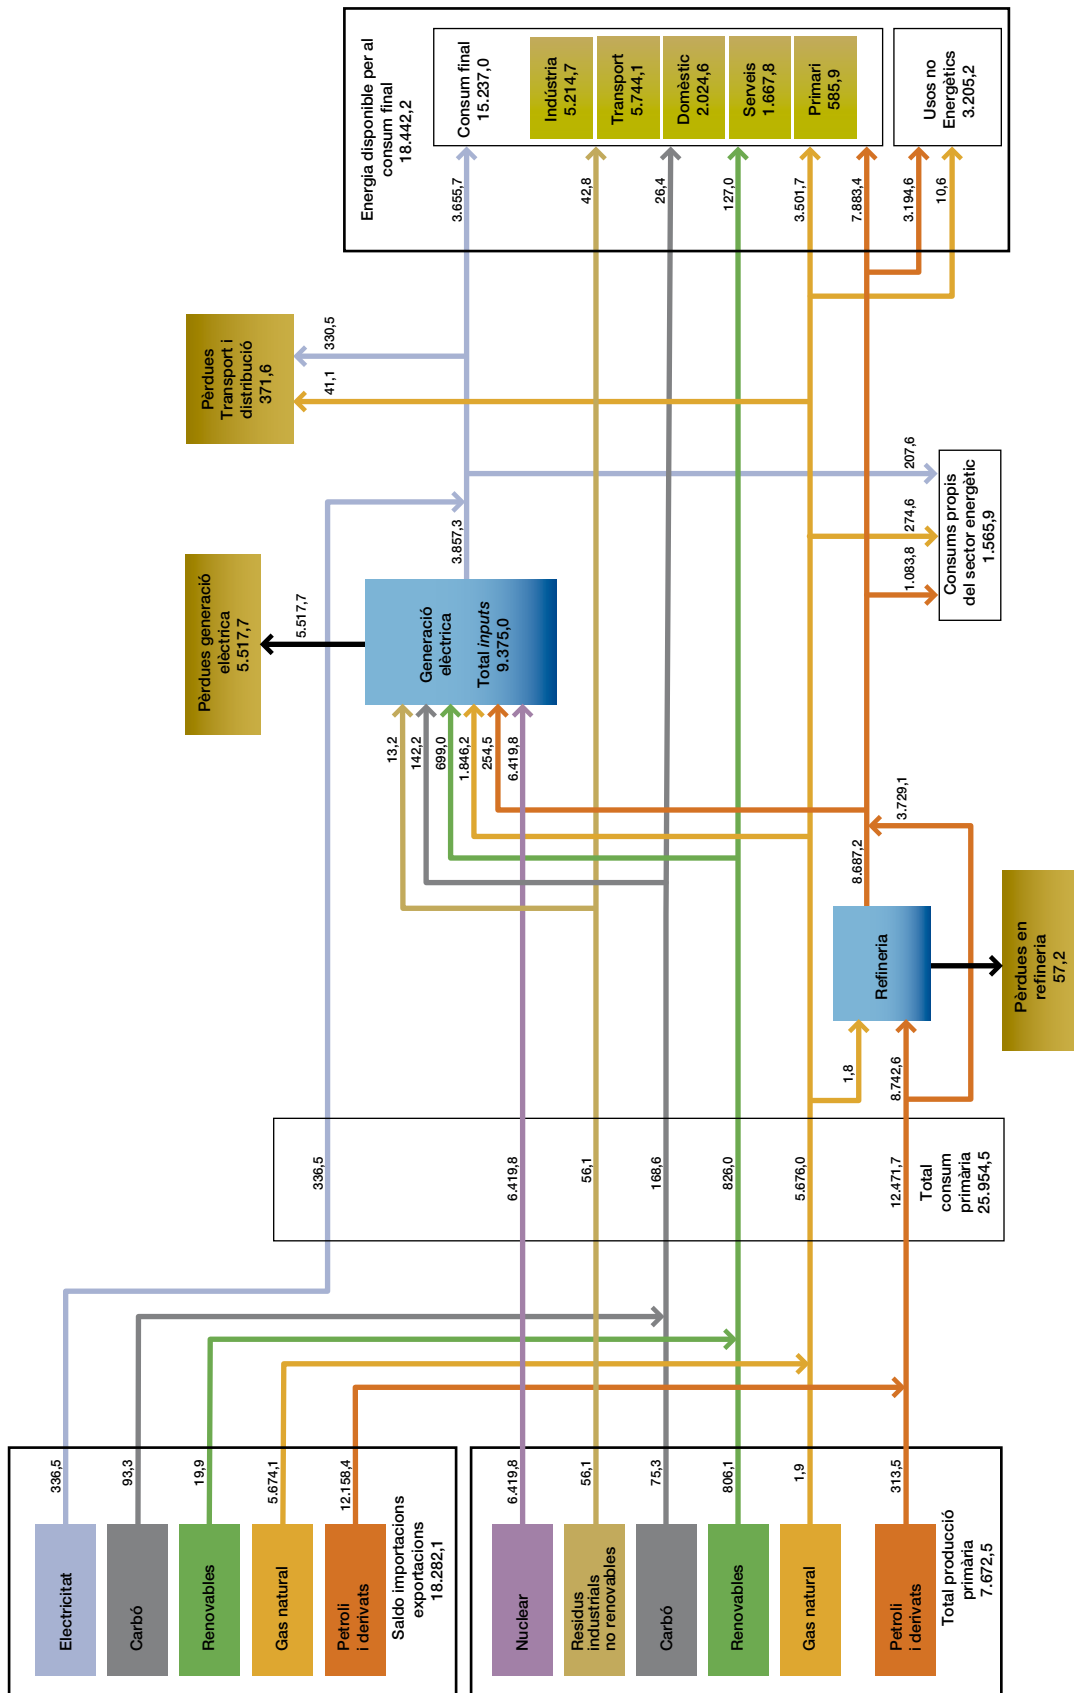 Electricitat
336,5
Carbó
93,3
Renovables
19,9
Gas natural
5.674,1
Petroli
i derivats
12.158,4
Saldo importacions
exportacions
18.282,1
Nuclear
6.419,8
Residus
industrials
no renovables
56,1
Carbó
75,3
Renovables
806,1
Gas natural
1,9
Petroli
i derivats
313,5
Total producció
primària
7.672,5
336,5
6.419,8
56,1
168,6
826,0
5.676,0
12.471,7
Total
consum
primària
25.954,5
1,8
8.742,6
Refineria
Pèrdues en
refineria
57,2
8.687,2
3.729,1
13,2
142,2
699,0
1.846,2
254,5
6.419,8
Generació
elèctrica
Total inputs
9.375,0
5.517,7
Pèrdues generació
elèctrica
5.517,7
3.857,3
1.083,8
274,6
207,6
Consums propis
del sector energètic
1.565,9
41,1
330,5
Pèrdues
Transport i
distribució
371,6
Energia disponible per al
consum final
18.442,2
3.655,7
42,8
26,4
127,0
3.501,7
7.883,4
3.194,6
10,6
Consum final
15.237,0
Indústria
5.214,7
Transport
5.744,1
Domèstic
2.024,6
Serveis
1.667,8
Primari
585,9
Usos no
Energètics
3.205,2